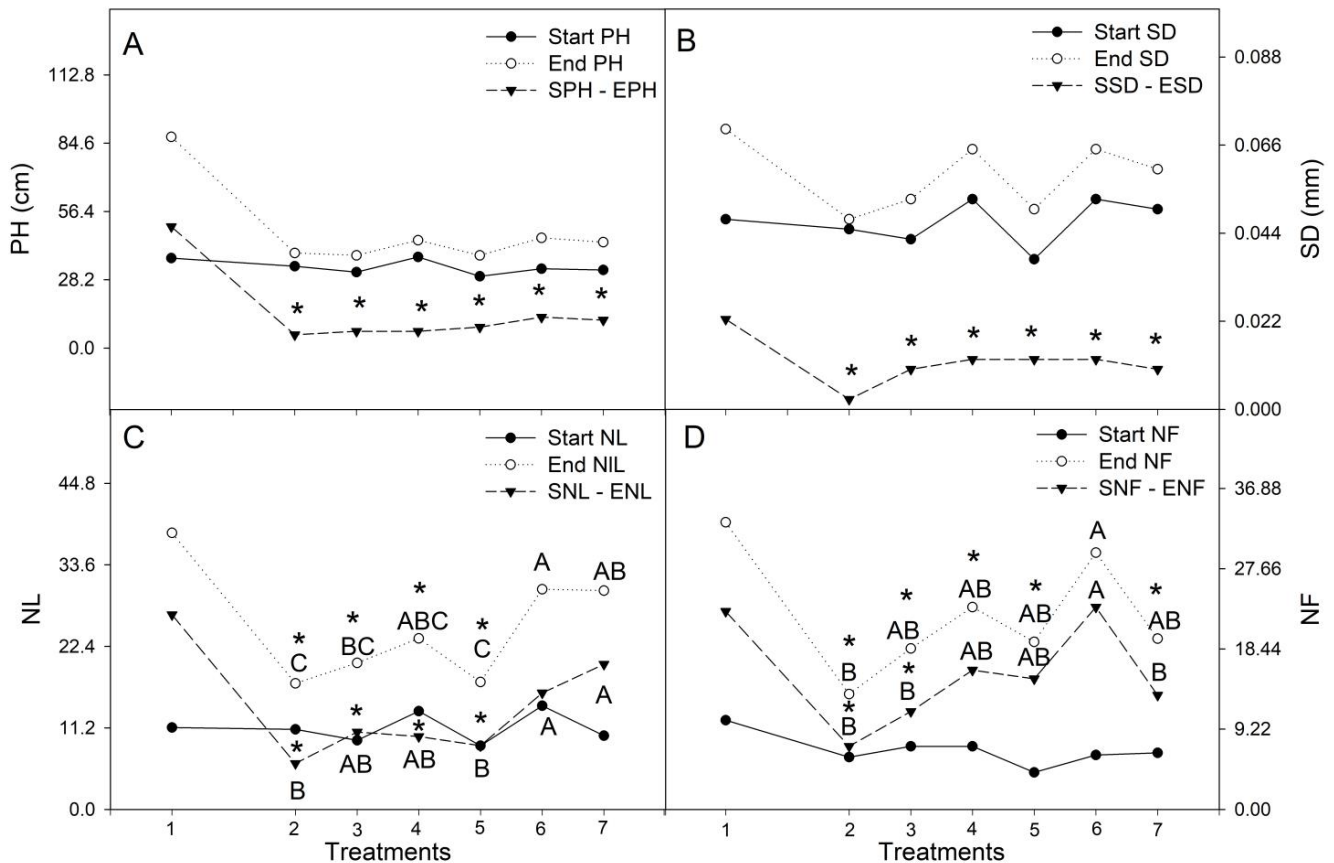 A
Start PH
End PH
SPH - EPH
112.8
84.6
56.4
28.2
0.0
PH (cm)
* * * * * *
B
Start SD
End SD
SSD - ESD
0.088
0.066
0.044
0.022
0.000
SD (mm)
* * * * * *
C
Start NL
End NIL
SNL - ENL
44.8
33.6
22.4
11.2
0.0
NL
A AB
* * * *
C BC ABC C
* * * *
B AB AB B A A
1 2 3 4 5 6 7
Treatments
D
Start NF
End NF
SNF - ENF
36.88
27.66
18.44
9.22
0.00
NF
A
* * * * *
B AB AB AB AB
* *
B B AB AB A B
1 2 3 4 5 6 7
Treatments